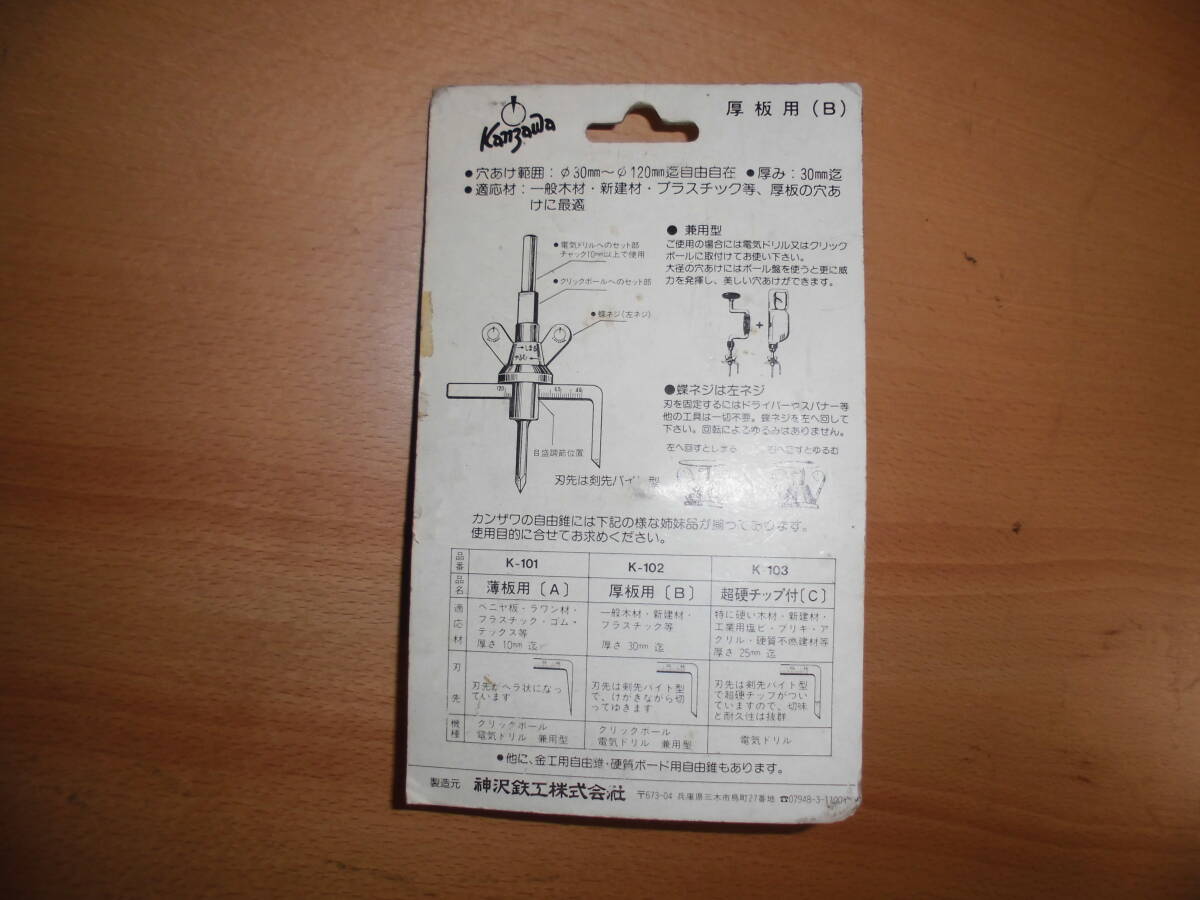 Kanzawa
厚板用(B)
●穴あけ範囲：φ30㎜〜φ120㎜迄自由自在 ●厚み：30㎜迄
●適応材：一般木材・新建材・プラスチック等、厚板の穴あ
けに最適
●電気ドリルへのセット部
チャック10㎜以上で使用
●クリックボールへのセット部
●蝶ネジ(左ネジ)
しまる
120
目盛調節位置
刃先は剣先バイト型
●兼用型
ご使用の場合には電気ドリル又はクリック
ボールに取付けてお使い下さい。
大径の穴あけにはボール盤を使うと更に威
力を発揮し、美しい穴あけができます。
+
●蝶ネジは左ネジ
刃を固定するにはドライバーやスパナー等
他の工具は一切不要。蝶ネジを左へ回して
下さい。回転によるゆるみはありません。
左へ回すとしまる
右へ回すとゆるむ
カンザワの自由錐には下記の様な姉妹品が揃っております。
使用目的に合せてお求めください。
品番 K-101 K-102 K-103
品名 薄板用〔A〕 厚板用〔B〕 超硬チップ付〔C〕
適応材
ベニヤ板・ラワン材・
プラスチック・ゴム・
テックス等
厚さ 10㎜ 迄
一般木材・新建材・
プラスチック等
厚さ 30㎜ 迄
特に硬い木材・新建材・
工業用塩ビ・ブリキ・ア
クリル・硬質不燃建材等
厚さ 25㎜ 迄
刃先
刃先がヘラ状になっ
ています
刃先は剣先バイト型
で、けがきながら切
ってゆきます
刃先は剣先バイト型
で超硬チップがつい
ていますので、切味
と耐久性は抜群
機種
クリックボール
電気ドリル 兼用型
クリックボール
電気ドリル 兼用型
電気ドリル
●他に、金工用自由錐・硬質ボード用自由錐もあります。
製造元 神沢鉄工株式会社 〒673-04 兵庫県三木市鳥町27番地 ☎07948-3-1100